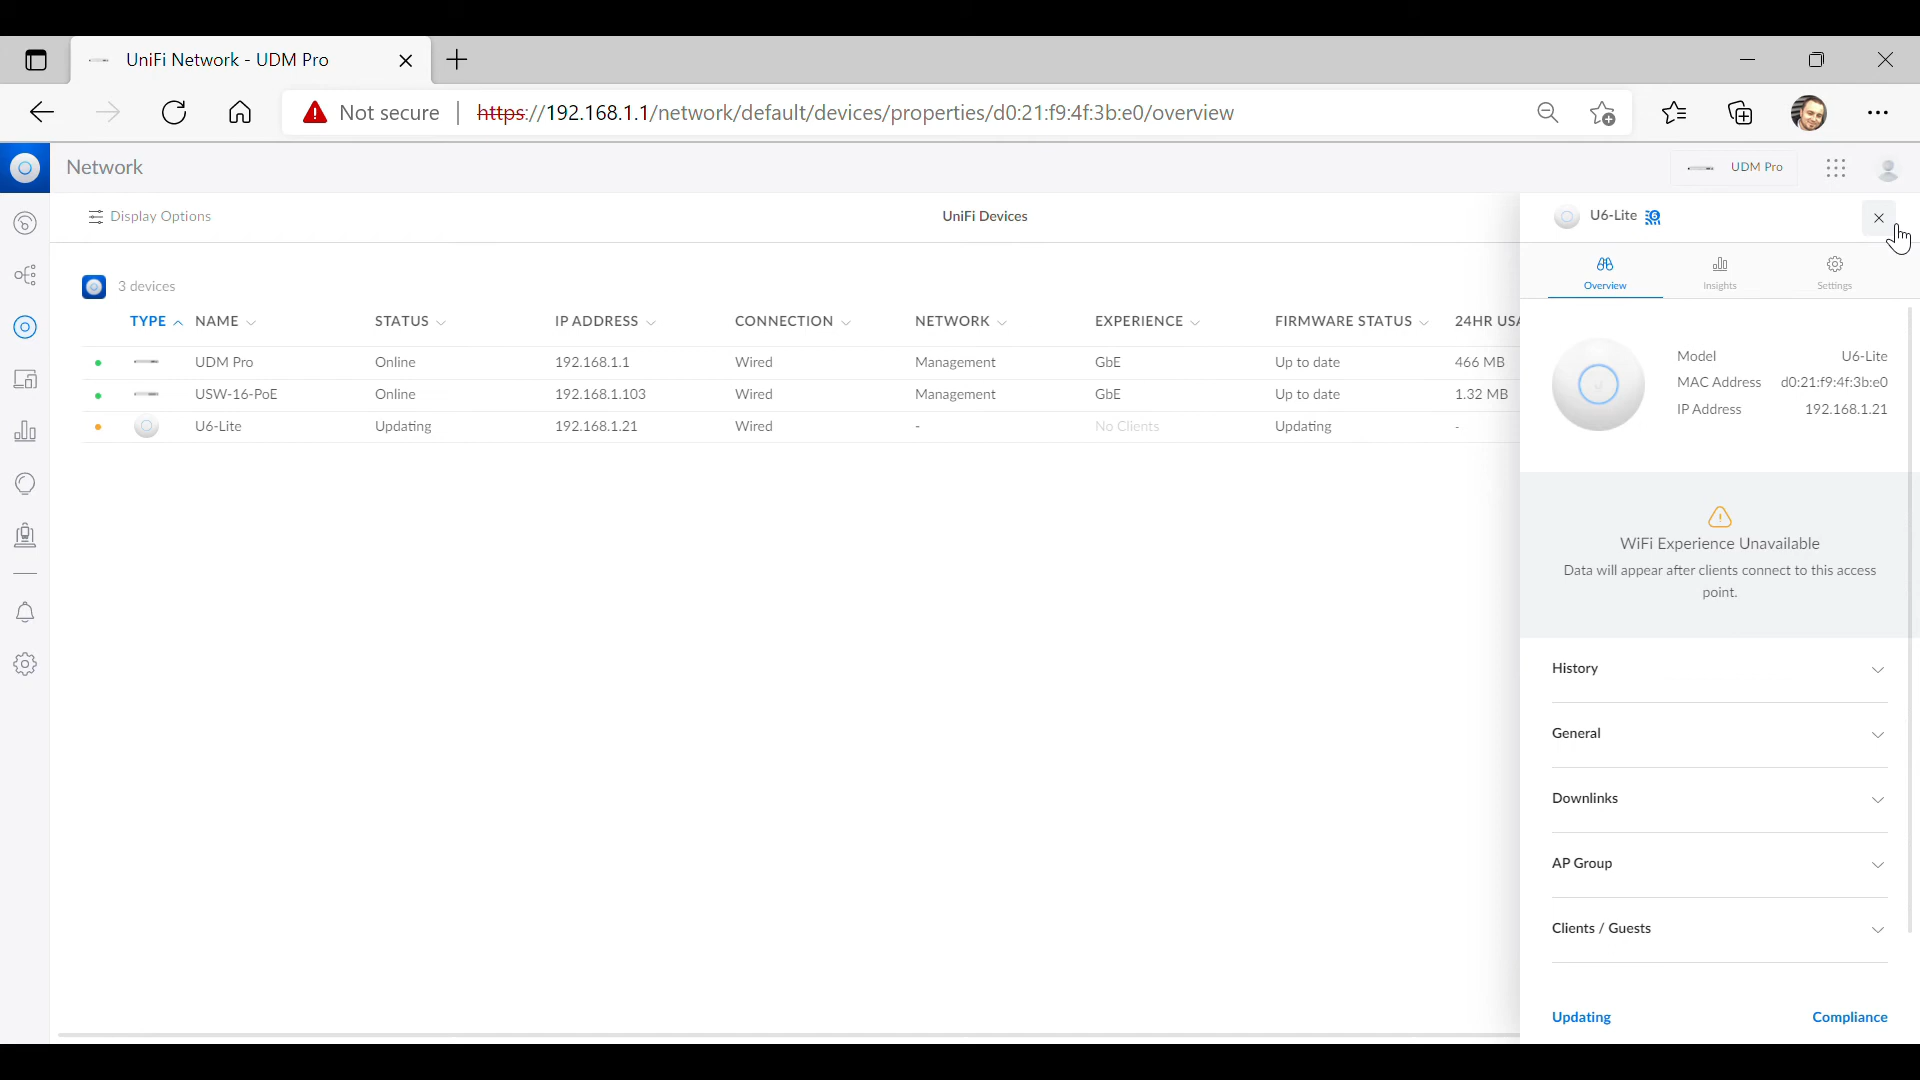 UniFi Network - UDM Pro
Not secure https://192.168.1.1/network/default/devices/properties/d0:21:f9:4f:3b:e0/overview
Network
UDM Pro
Display Options
UniFi Devices
U6-Lite
Overview
Insights
Settings
3 devices
TYPE NAME STATUS IP ADDRESS CONNECTION NETWORK EXPERIENCE FIRMWARE STATUS 24HR USA
UDM Pro Online 192.168.1.1 Wired Management GbE Up to date 466 MB
USW-16-PoE Online 192.168.1.103 Wired Management GbE Up to date 1.32 MB
U6-Lite Updating 192.168.1.21 Wired - No Clients Updating -
Model U6-Lite
MAC Address d0:21:f9:4f:3b:e0
IP Address 192.168.1.21
WiFi Experience Unavailable
Data will appear after clients connect to this access
point.
History
General
Downlinks
AP Group
Clients / Guests
Updating
Compliance